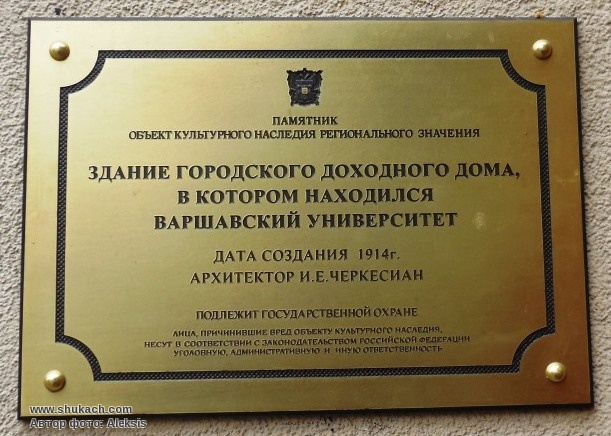 ПАМЯТНИК
ОБЪЕКТ КУЛЬТУРНОГО НАСЛЕДИЯ РЕГИОНАЛЬНОГО ЗНАЧЕНИЯ
ЗДАНИЕ ГОРОДСКОГО ДОХОДНОГО ДОМА,
В КОТОРОМ НАХОДИЛСЯ
ВАРШАВСКИЙ УНИВЕРСИТЕТ
ДАТА СОЗДАНИЯ 1914г.
АРХИТЕКТОР И.Е.ЧЕРКЕСИАН
ПОДЛЕЖИТ ГОСУДАРСТВЕННОЙ ОХРАНЕ
ЛИЦА, ПРИЧИНИВШИЕ ВРЕД ОБЪЕКТУ КУЛЬТУРНОГО НАСЛЕДИЯ,
НЕСУТ В СООТВЕТСТВИИ С ЗАКОНОДАТЕЛЬСТВОМ РОССИЙСКОЙ ФЕДЕРАЦИИ
УГОЛОВНУЮ, АДМИНИСТРАТИВНУЮ И ИНУЮ ОТВЕТСТВЕННОСТЬ
www.shukach.com
Автор фото: Aleksis